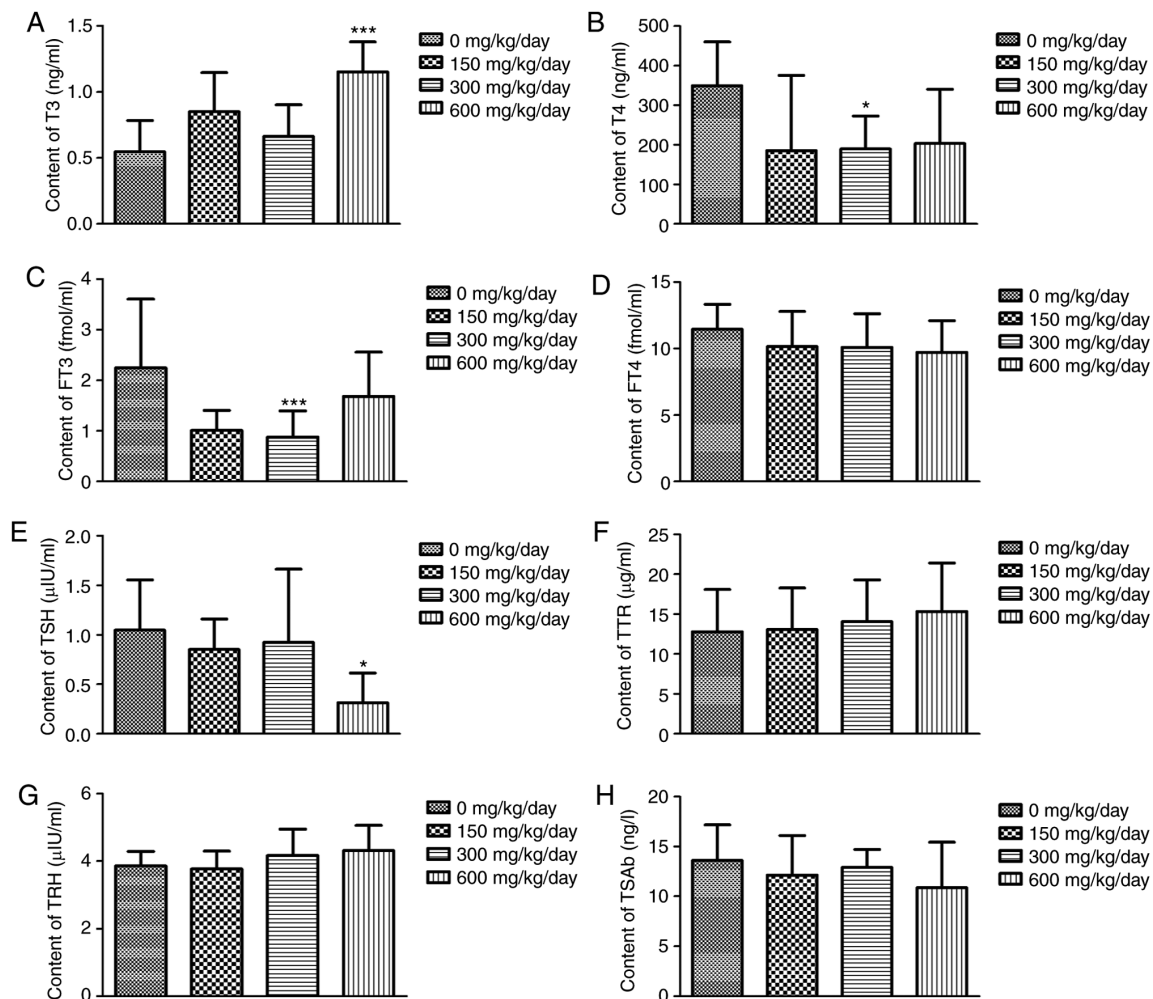 A
Content of T3 (ng/ml)
1.5
1.0
0.5
0.0
***
0 mg/kg/day
150 mg/kg/day
300 mg/kg/day
600 mg/kg/day
B
Content of T4 (ng/ml)
500
400
300
200
100
0
*
0 mg/kg/day
150 mg/kg/day
300 mg/kg/day
600 mg/kg/day
C
Content of FT3 (fmol/ml)
4
3
2
1
0
***
0 mg/kg/day
150 mg/kg/day
300 mg/kg/day
600 mg/kg/day
D
Content of FT4 (fmol/ml)
15
10
5
0
0 mg/kg/day
150 mg/kg/day
300 mg/kg/day
600 mg/kg/day
E
Content of TSH (µIU/ml)
2.0
1.5
1.0
0.5
0.0
*
0 mg/kg/day
150 mg/kg/day
300 mg/kg/day
600 mg/kg/day
F
Content of TTR (µg/ml)
25
20
15
10
5
0
0 mg/kg/day
150 mg/kg/day
300 mg/kg/day
600 mg/kg/day
G
Content of TRH (µIU/ml)
6
4
2
0
0 mg/kg/day
150 mg/kg/day
300 mg/kg/day
600 mg/kg/day
H
Content of TSAb (ng/l)
20
15
10
5
0
0 mg/kg/day
150 mg/kg/day
300 mg/kg/day
600 mg/kg/day